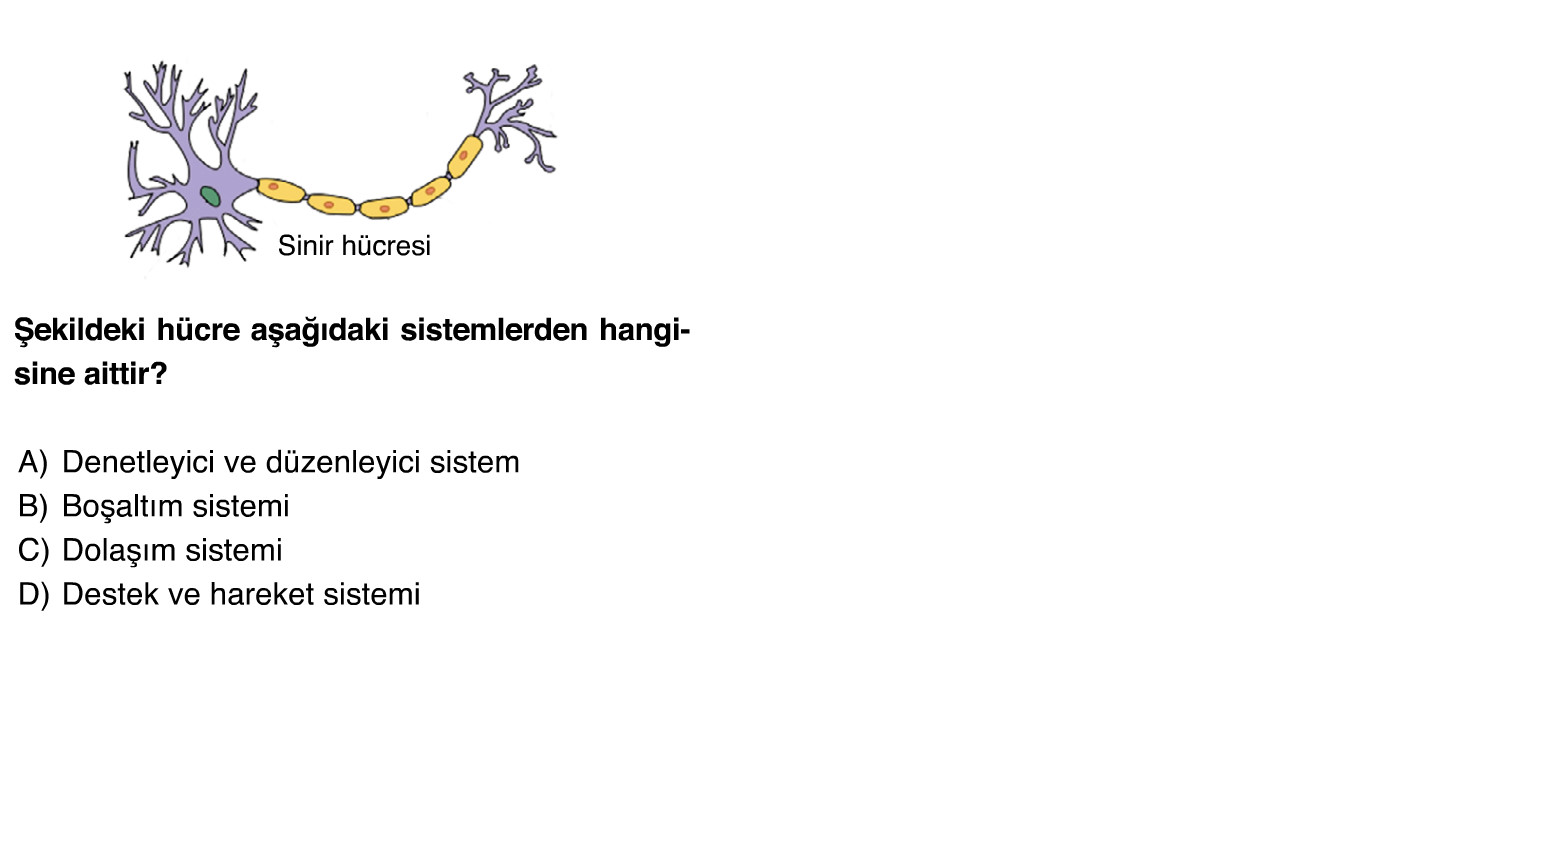 Sinir hücresi
Şekildeki hücre aşağıdaki sistemlerden hangi-
sine aittir?
A) Denetleyici ve düzenleyici sistem
B) Boşaltım sistemi
C) Dolaşım sistemi
D) Destek ve hareket sistemi